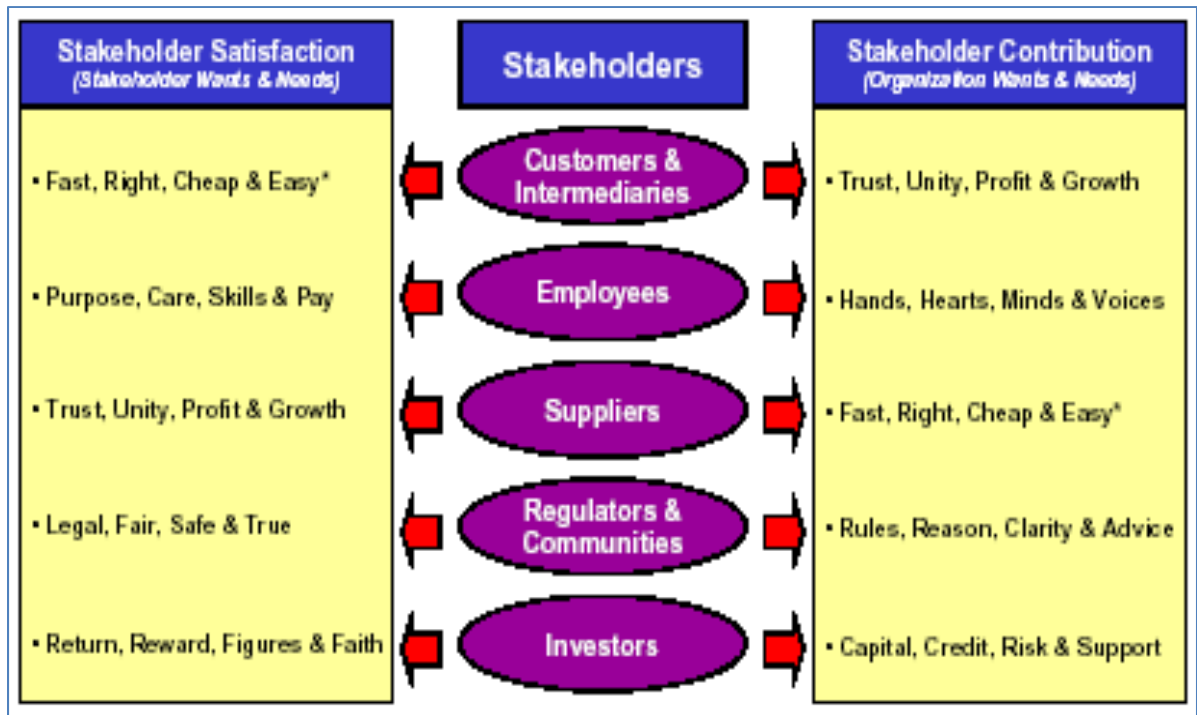 Stakeholder Satisfaction
(Stakeholder Wants & Needs)
Stakeholders
Stakeholder Contribution
(Organization Wants & Needs)
▪ Fast, Right, Cheap & Easy*
Customers &
Intermediaries
▪ Trust, Unity, Profit & Growth
▪ Purpose, Care, Skills & Pay
Employees
▪ Hands, Hearts, Minds & Voices
▪ Trust, Unity, Profit & Growth
Suppliers
▪ Fast, Right, Cheap & Easy*
▪ Legal, Fair, Safe & True
Regulators &
Communities
▪ Rules, Reason, Clarity & Advice
▪ Return, Reward, Figures & Faith
Investors
▪ Capital, Credit, Risk & Support